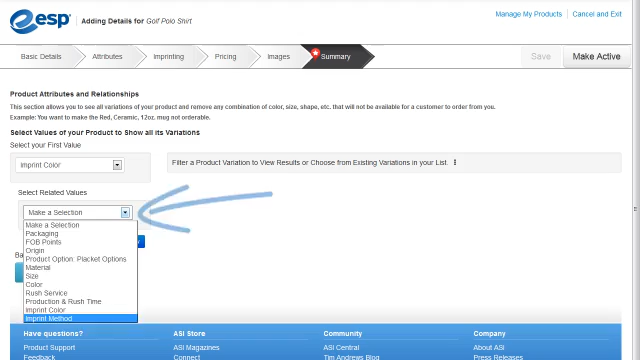 esp
Adding Details for Golf Polo Shirt
Manage My Products
Cancel and Exit
Basic Details
Attributes
Imprinting
Pricing
Images
Summary
Save
Make Active
Product Attributes and Relationships
This section allows you to see all variations of your product and remove any combination of color, size, shape, etc. that will not be available for a customer to order from you.
Example: You want to make the Red, Ceramic, 12oz. mug not orderable.
Select Values of your Product to Show all its Variations
Select your First Value
Imprint Color
Filter a Product Variation to View Results or Choose from Existing Variations in your List.
Select Related Values
Make a Selection
Make a Selection
Packaging
FOB Points
Origin
Product Option: Placket Options
Material
Size
Color
Rush Service
Production & Rush Time
Imprint Color
Imprint Method
Have questions?
ASI Store
Community
Company
Product Support
ASI Magazines
ASI Central
About ASI
Feedback
Connect
Tim Andrews Blog
Press Releases